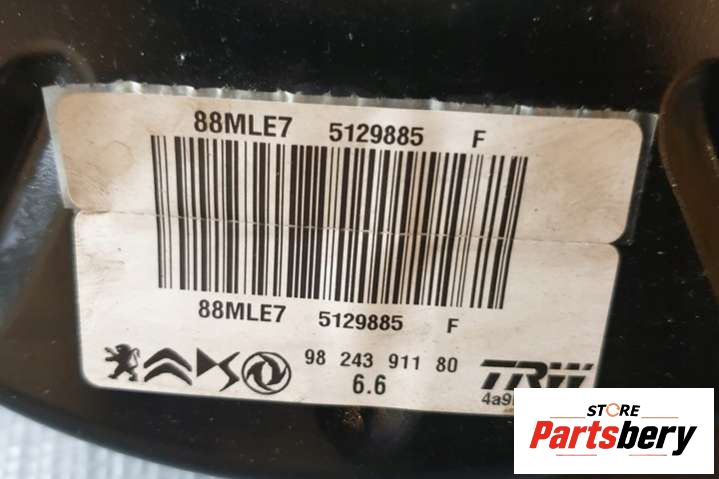 88MLE7 5129885 F
88MLE7 5129885 F
98 243 911 80
6.6
TRW
STORE
Partsbery